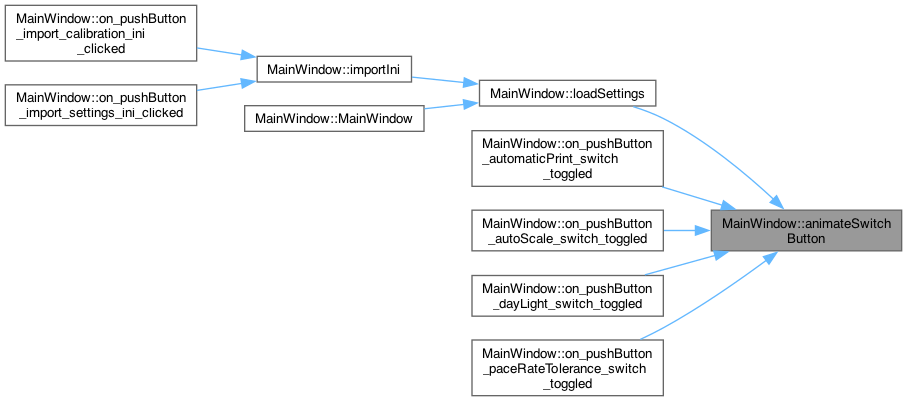 MainWindow::on_pushButton
_import_calibration_ini
_clicked
MainWindow::importIni
MainWindow::loadSettings
MainWindow::on_pushButton
_import_settings_ini_clicked
MainWindow::MainWindow
MainWindow::on_pushButton
_automaticPrint_switch
_toggled
MainWindow::on_pushButton
_autoScale_switch_toggled
MainWindow::animateSwitch
Button
MainWindow::on_pushButton
_dayLight_switch_toggled
MainWindow::on_pushButton
_paceRateTolerance_switch
_toggled